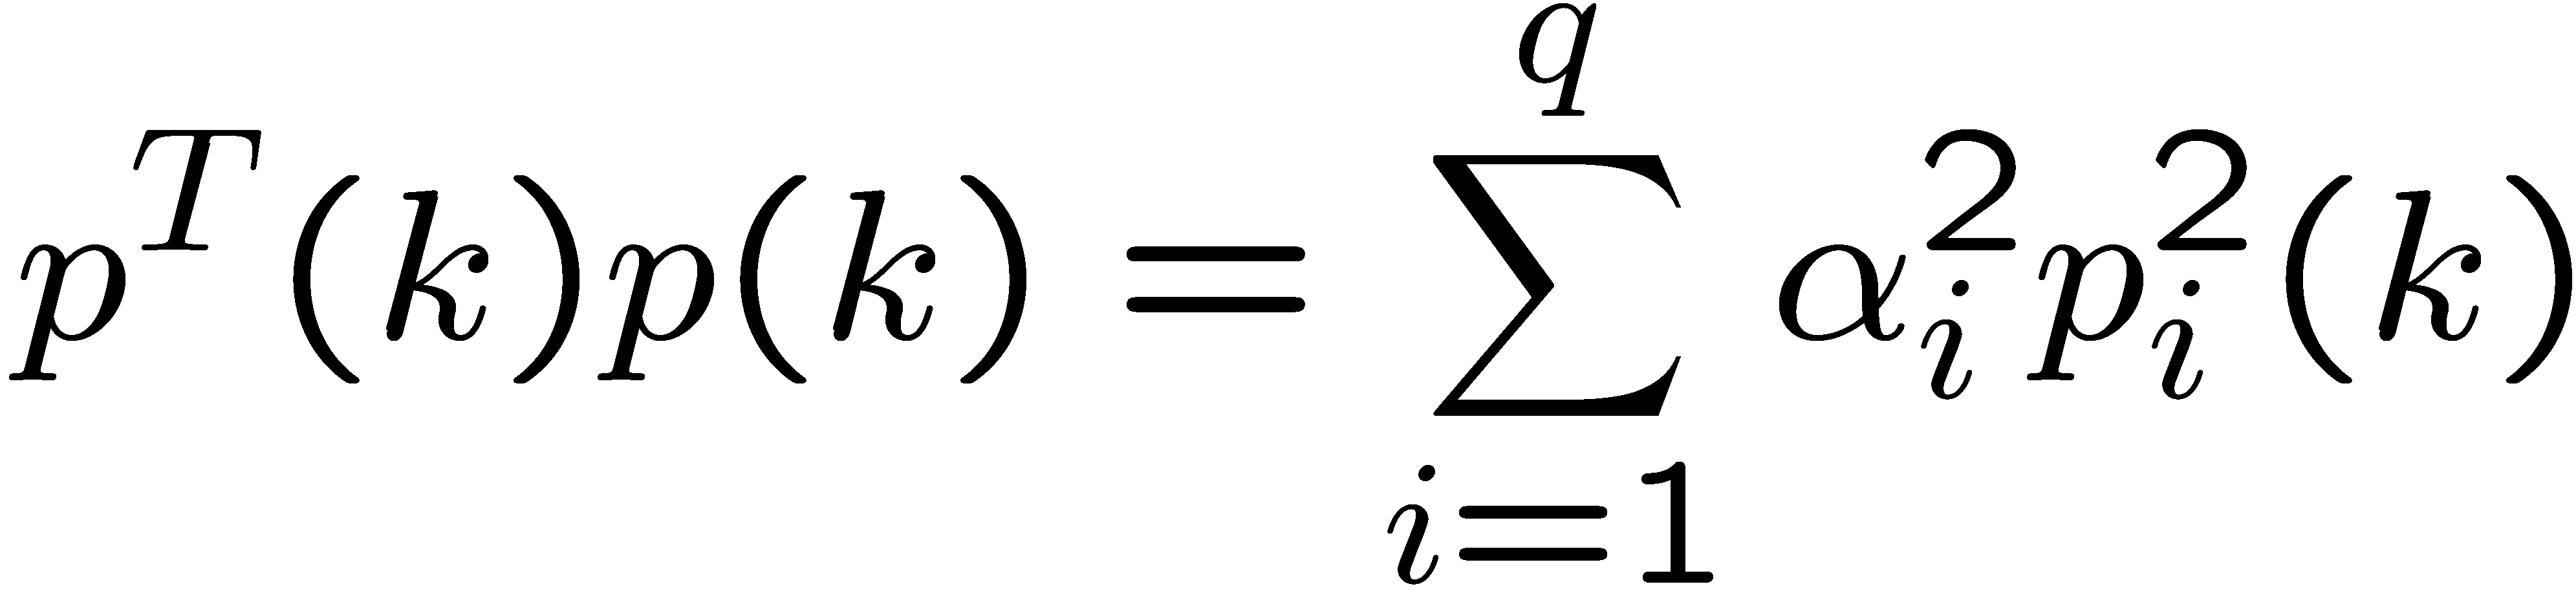 $p^T(k)p(k) = \sum_{i=1}^{q} \alpha_i^2 p_i^2(k)$